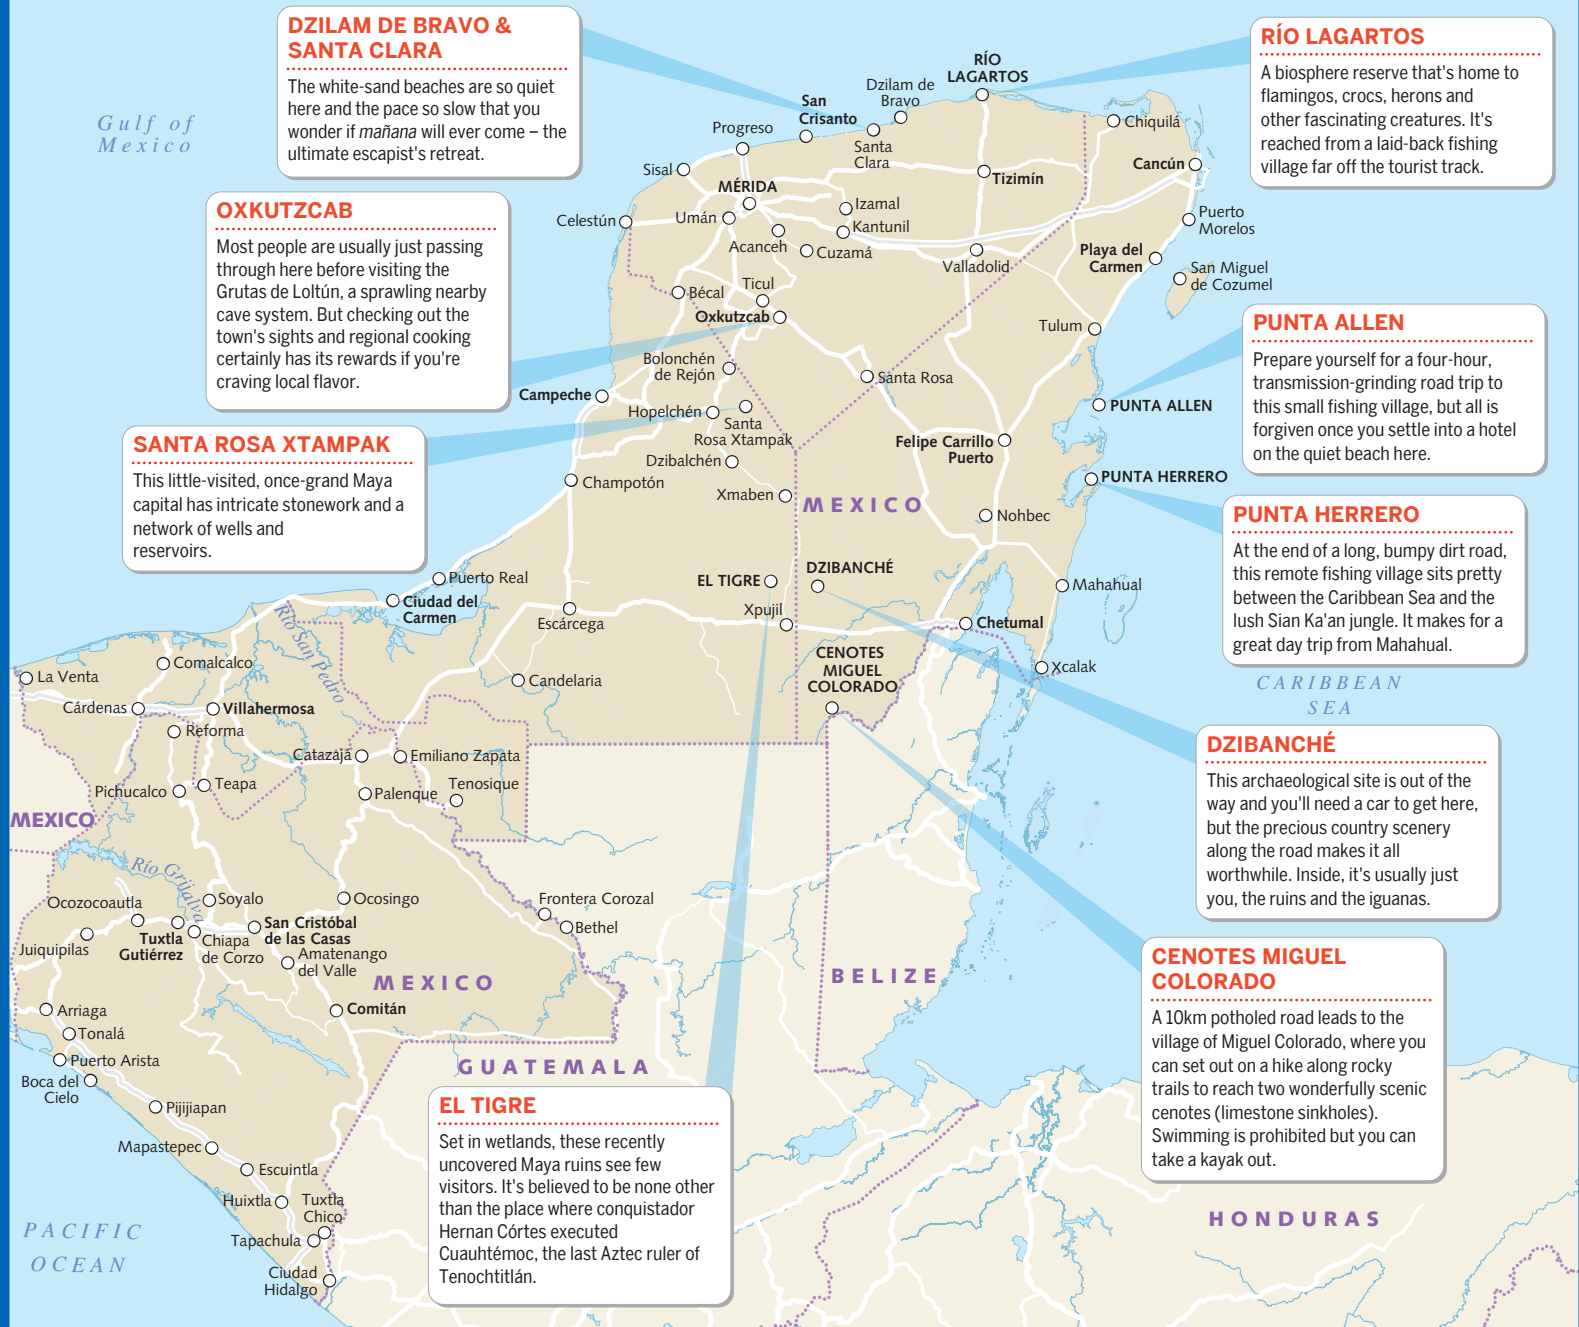 DZILAM DE BRAVO &
SANTA CLARA
The white-sand beaches are so quiet
here and the pace so slow that you
wonder if mañana will ever come – the
ultimate escapist's retreat.
RÍO LAGARTOS
A biosphere reserve that's home to
flamingos, crocs, herons and
other fascinating creatures. It's
reached from a laid-back fishing
village far off the tourist track.
OXKUTZCAB
Most people are usually just passing
through here before visiting the
Grutas de Loltún, a sprawling nearby
cave system. But checking out the
town's sights and regional cooking
certainly has its rewards if you're
craving local flavor.
PUNTA ALLEN
Prepare yourself for a four-hour,
transmission-grinding road trip to
this small fishing village, but all is
forgiven once you settle into a hotel
on the quiet beach here.
SANTA ROSA XTAMPAK
This little-visited, once-grand Maya
capital has intricate stonework and a
network of wells and
reservoirs.
PUNTA HERRERO
At the end of a long, bumpy dirt road,
this remote fishing village sits pretty
between the Caribbean Sea and the
lush Sian Ka'an jungle. It makes for a
great day trip from Mahahual.
DZIBANCHÉ
This archaeological site is out of the
way and you'll need a car to get here,
but the precious country scenery
along the road makes it all
worthwhile. Inside, it's usually just
you, the ruins and the iguanas.
CENOTES MIGUEL
COLORADO
A 10km potholed road leads to the
village of Miguel Colorado, where you
can set out on a hike along rocky
trails to reach two wonderfully scenic
cenotes (limestone sinkholes).
Swimming is prohibited but you can
take a kayak out.
EL TIGRE
Set in wetlands, these recently
uncovered Maya ruins see few
visitors. It's believed to be none other
than the place where conquistador
Hernan Córtes executed
Cuauhtémoc, the last Aztec ruler of
Tenochtitlán.
Gulf of
Mexico
RÍO
LAGARTOS
Dzilam de
Bravo
San
Crisanto
Santa
Clara
Progreso
Chiquilá
Cancún
Sisal
Tizimín
MÉRIDA
Izamal
Umán
Kantunil
Celestún
Acanceh
Cuzamá
Puerto
Morelos
Valladolid
Playa del
Carmen
San Miguel
de Cozumel
Bécal
Ticul
Oxkutzcab
Tulum
Bolonchén
de Rejón
Santa Rosa
Campeche
Hopelchén
Santa
Rosa Xtampak
PUNTA ALLEN
Felipe Carrillo
Puerto
Dzibalchén
Champotón
Xmaben
MEXICO
PUNTA HERRERO
Nohbec
Puerto Real
Ciudad del
Carmen
EL TIGRE
DZIBANCHÉ
Mahahual
Río San Pedro
Escárcega
Xpujil
Chetumal
Comalcalco
CENOTES
MIGUEL
COLORADO
Xcalak
La Venta
Candelaria
CARIBBEAN
SEA
Cárdenas
Villahermosa
Reforma
Catazajá
Emiliano Zapata
Pichucalco
Teapa
Palenque
Tenosique
MEXICO
Río Grijalva
Ocozocoautla
Soyalo
Ocosingo
Frontera Corozal
Bethel
Juiquipilas
Tuxtla
Gutiérrez
Chiapa
de Corzo
San Cristóbal
de las Casas
Amatenango
del Valle
MEXICO
BELIZE
Arriaga
Comitán
Tonalá
Puerto Arista
Boca del
Cielo
GUATEMALA
Pijijiapan
Mapastepec
Escuintla
Huixtla
Tuxtla
Chico
Tapachula
Ciudad
Hidalgo
PACIFIC
OCEAN
HONDURAS